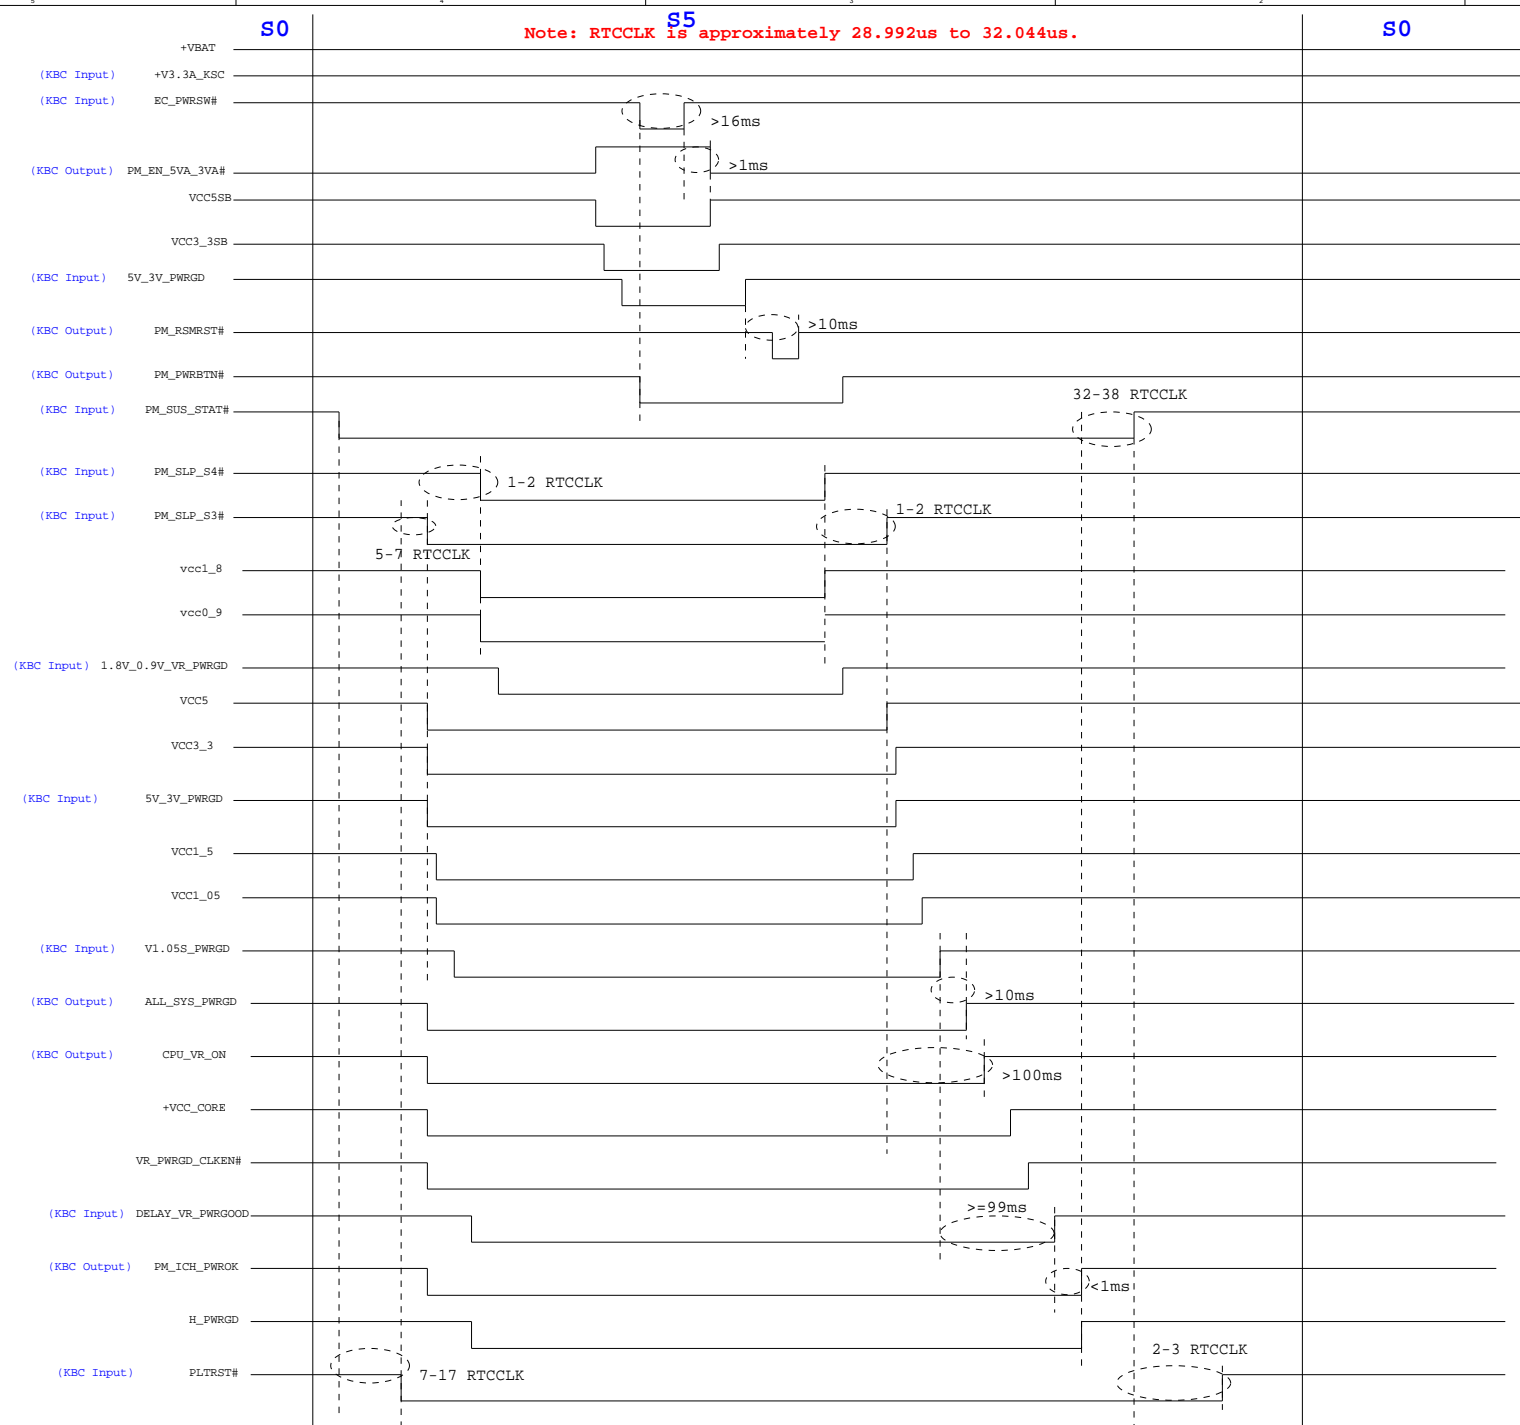 5 4 3 2
S0 S5 S0
Note: RTCCLK is approximately 28.992us to 32.044us.
+VBAT
(KBC Input) +V3.3A_KSC
(KBC Input) EC_PWRSW#
>16ms
(KBC Output) PM_EN_5VA_3VA#
>1ms
VCC5SB
VCC3_3SB
(KBC Input) 5V_3V_PWRGD
(KBC Output) PM_RSMRST#
>10ms
(KBC Output) PM_PWRBTN#
32-38 RTCCLK
(KBC Input) PM_SUS_STAT#
(KBC Input) PM_SLP_S4#
1-2 RTCCLK
(KBC Input) PM_SLP_S3#
1-2 RTCCLK
5-7 RTCCLK
vcc1_8
vcc0_9
(KBC Input) 1.8V_0.9V_VR_PWRGD
VCC5
VCC3_3
(KBC Input) 5V_3V_PWRGD
VCC1_5
VCC1_05
(KBC Input) V1.05S_PWRGD
(KBC Output) ALL_SYS_PWRGD
>10ms
(KBC Output) CPU_VR_ON
>100ms
+VCC_CORE
VR_PWRGD_CLKEN#
(KBC Input) DELAY_VR_PWRGOOD
>=99ms
(KBC Output) PM_ICH_PWROK
<1ms
H_PWRGD
2-3 RTCCLK
(KBC Input) PLTRST#
7-17 RTCCLK